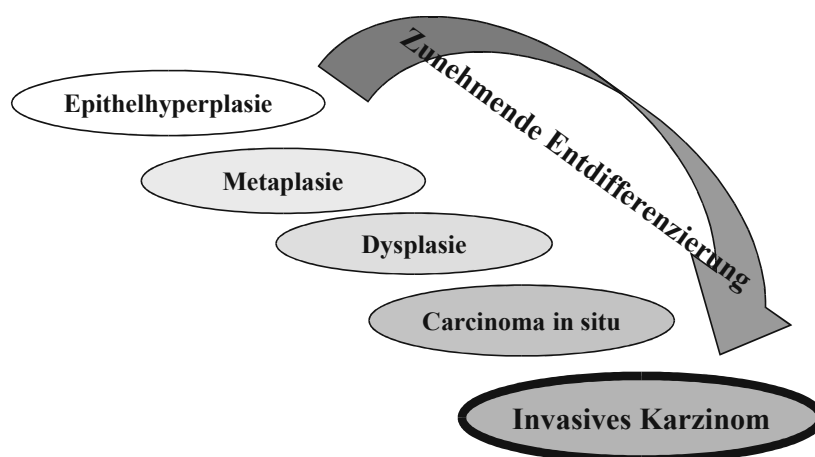 Zunehmende Entdifferenzierung
Epithelhyperplasie
Metaplasie
Dysplasie
Carcinoma in situ
Invasives Karzinom